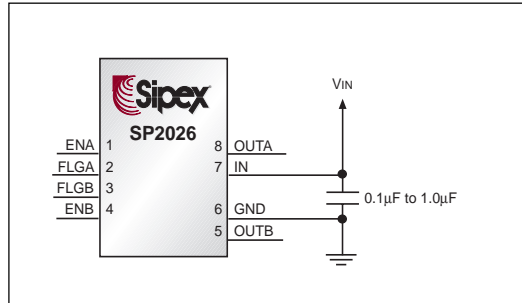 Sipex
SP2026
ENA 1
FLGA 2
FLGB 3
ENB 4
8 OUTA
7 IN
6 GND
5 OUTB
VIN
0.1µF to 1.0µF